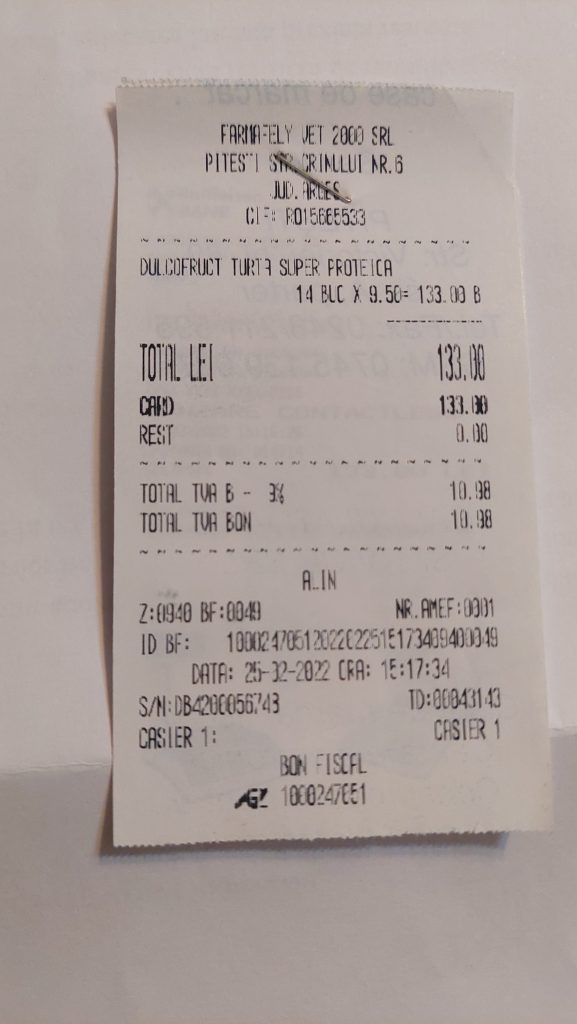 FARMAFELY VET 2000 SRL
PITESTI STR.CRINULUI NR.6
JUD.ARGES
CIF: RO15665533
DULCOFRUCT TURTA SUPER PROTEICA
14 BUC X 9.50= 133.00 B
TOTAL LEI 133.00
CARD 133.00
REST 0.00
TOTAL TVA B - 9% 10.98
TOTAL TVA BON 10.98
Z:0940 BF:0049 NR.AMEF:0001
ID BF:
DATA: 25-02-2022 ORA: 15:17:34
S/N:DB4200056743 TD:00043143
CASIER 1: CASIER 1
BON FISCAL